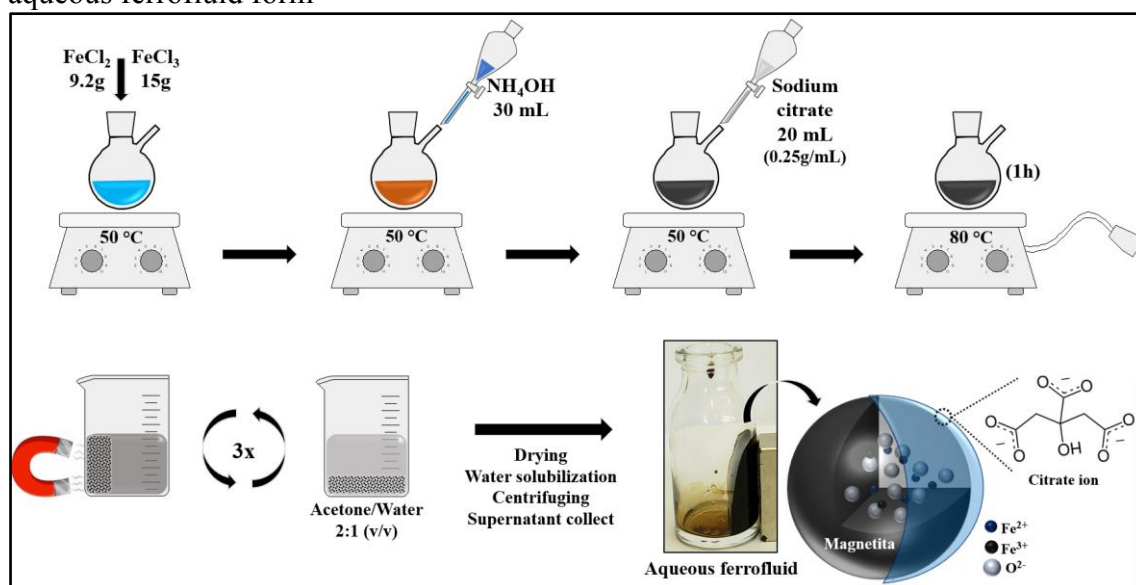 aqueous ferrofluid form
FeCl₂
9.2g
FeCl₃
15g
NH₄OH
30 mL
Sodium
citrate
20 mL
(0.25g/mL)
(1h)
50 °C
50 °C
50 °C
80 °C
3x
Acetone/Water
2:1 (v/v)
Drying
Water solubilization
Centrifuging
Supernatant collect
Aqueous ferrofluid
Magnetita
O
O
O
O
O
O
OH
Citrate ion
Fe²⁺
Fe³⁺
O²⁻